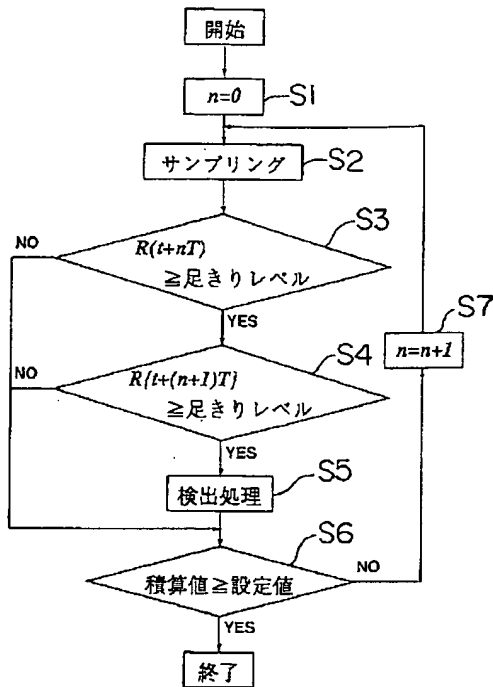 開始
n=0
S1
サンプリング
S2
S3
NO
R(t+nT)
≧足きりレベル
YES
S7
n=n+1
S4
NO
R{t+(n+1)T}
≧足きりレベル
YES
S5
検出処理
S6
積算値≧設定値
NO
YES
終了